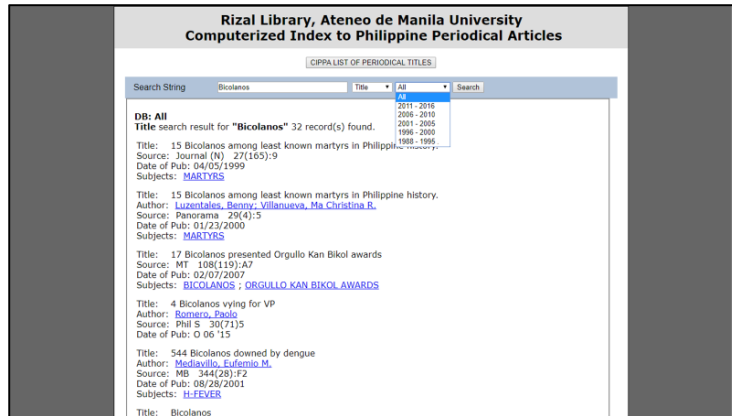 Rizal Library, Ateneo de Manila University
Computerized Index to Philippine Periodical Articles
CIPPA LIST OF PERIODICAL TITLES
Search String Bicolanos Title All Search
All
2011 - 2016
2006 - 2010
2001 - 2005
1996 - 2000
1988 - 1995
DB: All
Title search result for "Bicolanos" 32 record(s) found.
Title: 15 Bicolanos among least known martyrs in Philippine history.
Source: Journal (N) 27(165):9
Date of Pub: 04/05/1999
Subjects: MARTYRS
Title: 15 Bicolanos among least known martyrs in Philippine history.
Author: Luzentales, Benny; Villanueva, Ma Christina R.
Source: Panorama 29(4):5
Date of Pub: 01/23/2000
Subjects: MARTYRS
Title: 17 Bicolanos presented Orgullo Kan Bikol awards
Source: MT 108(119):A7
Date of Pub: 02/07/2007
Subjects: BICOLANOS ; ORGULLO KAN BIKOL AWARDS
Title: 4 Bicolanos vying for VP
Author: Romero, Paolo
Source: Phil S 30(71)5
Date of Pub: O 06 '15
Title: 544 Bicolanos downed by dengue
Author: Mediavillo, Eufemio M.
Source: MB 344(28):F2
Date of Pub: 08/28/2001
Subjects: H-FEVER
Title: Bicolanos